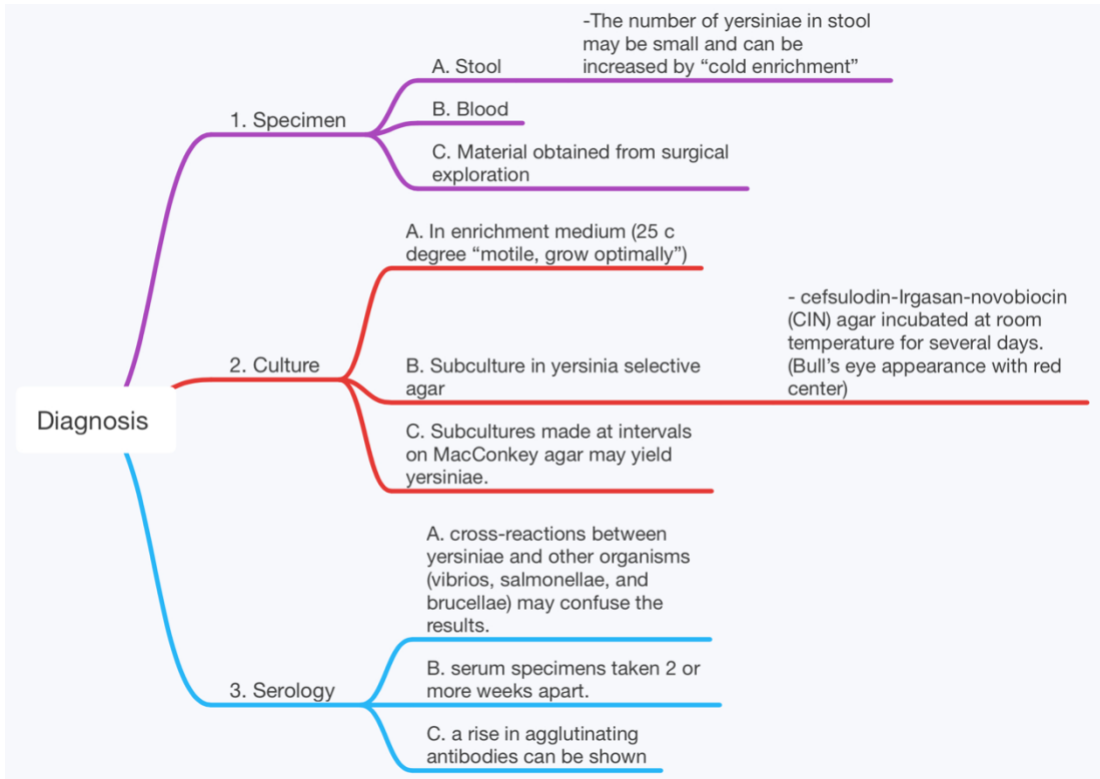 Diagnosis
1. Specimen
A. Stool
-The number of yersiniae in stool
may be small and can be
increased by “cold enrichment”
B. Blood
C. Material obtained from surgical
exploration
2. Culture
A. In enrichment medium (25 c
degree “motile, grow optimally”)
B. Subculture in yersinia selective
agar
- cefsulodin-Irgasan-novobiocin
(CIN) agar incubated at room
temperature for several days.
(Bull’s eye appearance with red
center)
C. Subcultures made at intervals
on MacConkey agar may yield
yersiniae.
3. Serology
A. cross-reactions between
yersiniae and other organisms
(vibrios, salmonellae, and
brucellae) may confuse the
results.
B. serum specimens taken 2 or
more weeks apart.
C. a rise in agglutinating
antibodies can be shown